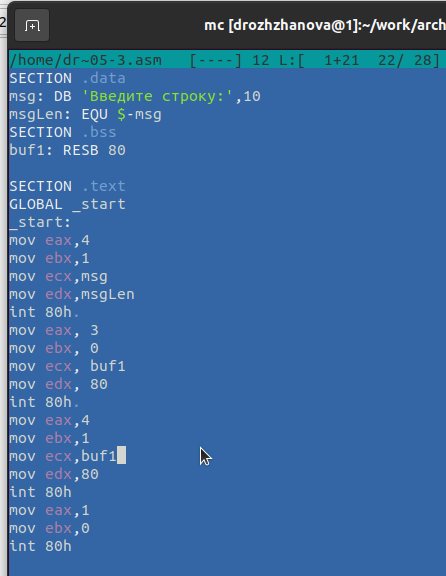 2
mc [drozhzhanova@1]:~/work/arch
/home/dr~05-3.asm [----] 12 L:[ 1+21 22/ 28]
SECTION .data
msg: DB 'Введите строку:',10
msgLen: EQU $-msg
SECTION .bss
buf1: RESB 80
SECTION .text
GLOBAL _start
_start:
mov eax,4
mov ebx,1
mov ecx,msg
mov edx,msgLen
int 80h.
mov eax, 3
mov ebx, 0
mov ecx, buf1
mov edx, 80
int 80h.
mov eax,4
mov ebx,1
mov ecx,buf1
mov edx,80
int 80h
mov eax,1
mov ebx,0
int 80h